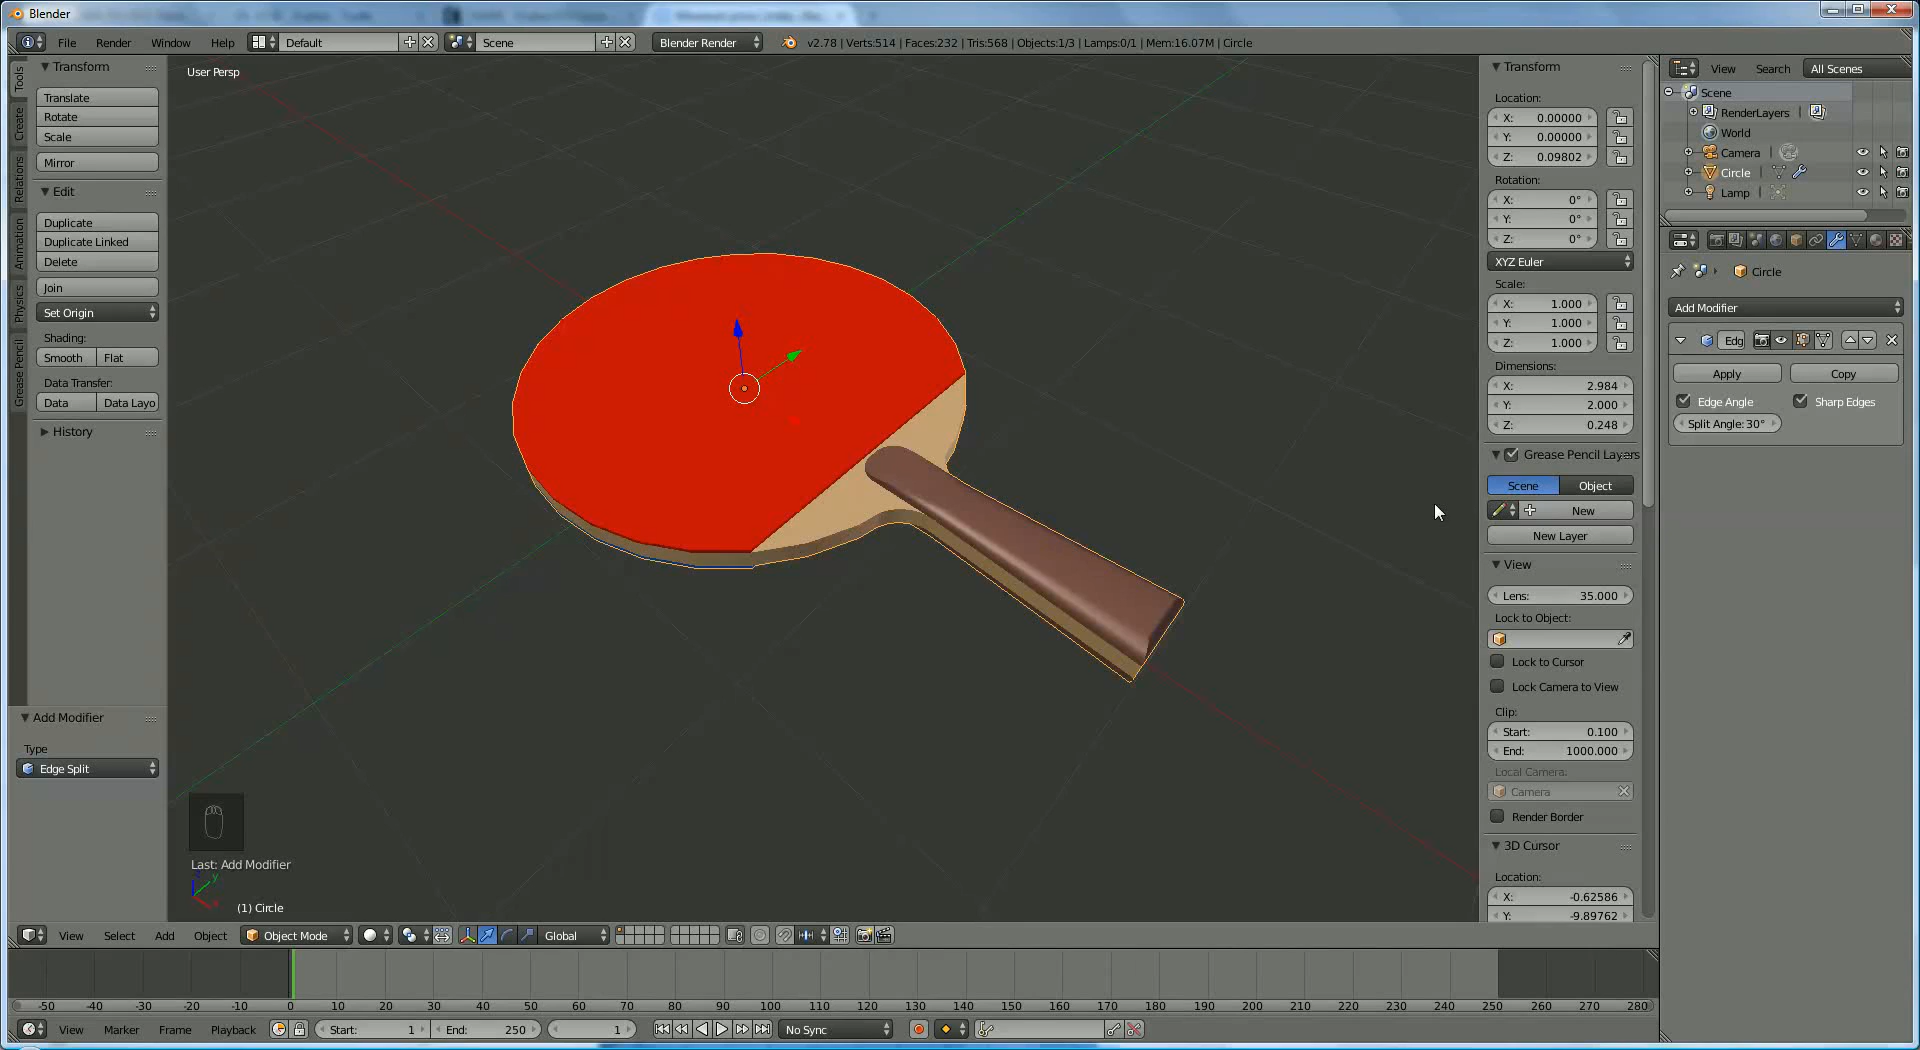 Blender
File Render Window Help Default Scene Blender Render v2.78 | Verts:514 | Faces:232 | Tris:568 | Objects:1/3 | Lamps:0/1 | Mem:16.07M | Circle
Tools
Create
Relations
Animation
Physics
Grease Pencil
Transform
Translate
Rotate
Scale
Mirror
Edit
Duplicate
Duplicate Linked
Delete
Join
Set Origin
Shading:
Smooth Flat
Data Transfer:
Data Data Layo
History
Add Modifier
Type
Edge Split
User Persp
Last: Add Modifier
y
(1) Circle
Transform
Location:
X: 0.00000
Y: 0.00000
Z: 0.09802
Rotation:
X: 0°
Y: 0°
Z: 0°
XYZ Euler
Scale:
X: 1.000
Y: 1.000
Z: 1.000
Dimensions:
X: 2.984
Y: 2.000
Z: 0.248
Grease Pencil Layers
Scene Object
New
New Layer
View
Lens: 35.000
Lock to Object:
Lock to Cursor
Lock Camera to View
Clip:
Start: 0.100
End: 1000.000
Local Camera:
Camera
Render Border
3D Cursor
Location:
X: -0.62586
Y: -9.89762
View Search All Scenes
Scene
RenderLayers
World
Camera
Circle
Lamp
Circle
Add Modifier
Edg
Apply Copy
Edge Angle Sharp Edges
Split Angle: 30°
View Select Add Object Object Mode Global
-50 -40 -30 -20 -10 0 10 20 30 40 50 60 70 80 90 100 110 120 130 140 150 160 170 180 190 200 210 220 230 240 250 260 270 280
View Marker Frame Playback Start: 1 End: 250 1 No Sync